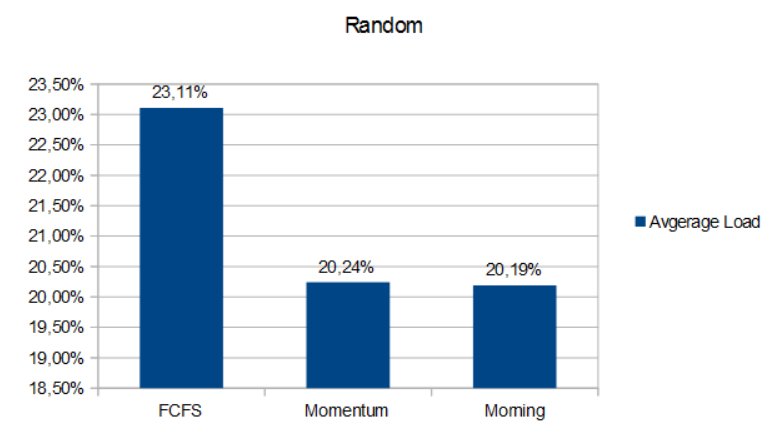 Random
23,50%
23,00%
22,50%
22,00%
21,50%
21,00%
20,50%
20,00%
19,50%
19,00%
18,50%
23,11%
20,24%
20,19%
FCFS
Momentum
Morning
Avgerage Load